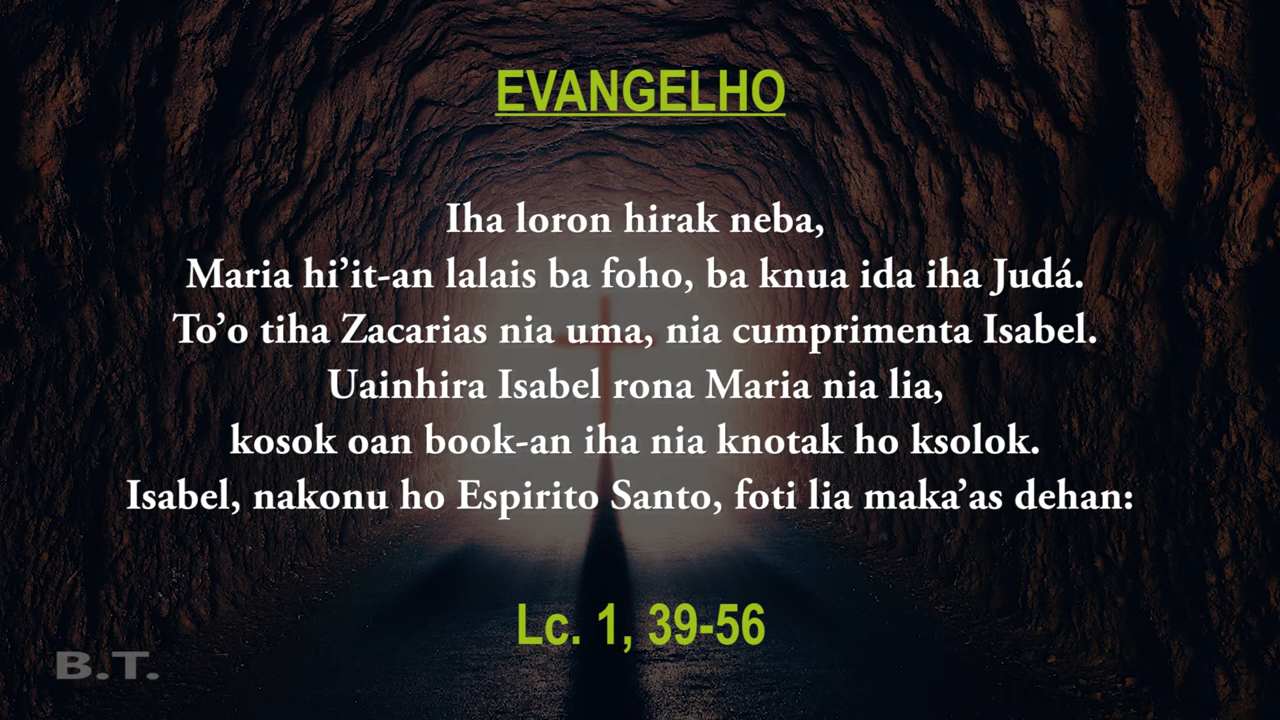 EVANGELHO
Iha loron hirak neba,
Maria hi’it-an lalais ba foho, ba knua ida iha Judá.
To’o tiha Zacarias nia uma, nia cumprimenta Isabel.
Uainhira Isabel rona Maria nia lia,
kosok oan book-an iha nia knotak ho ksolok.
Isabel, nakonu ho Espirito Santo, foti lia maka’as dehan:
Lc. 1, 39-56
B.T.